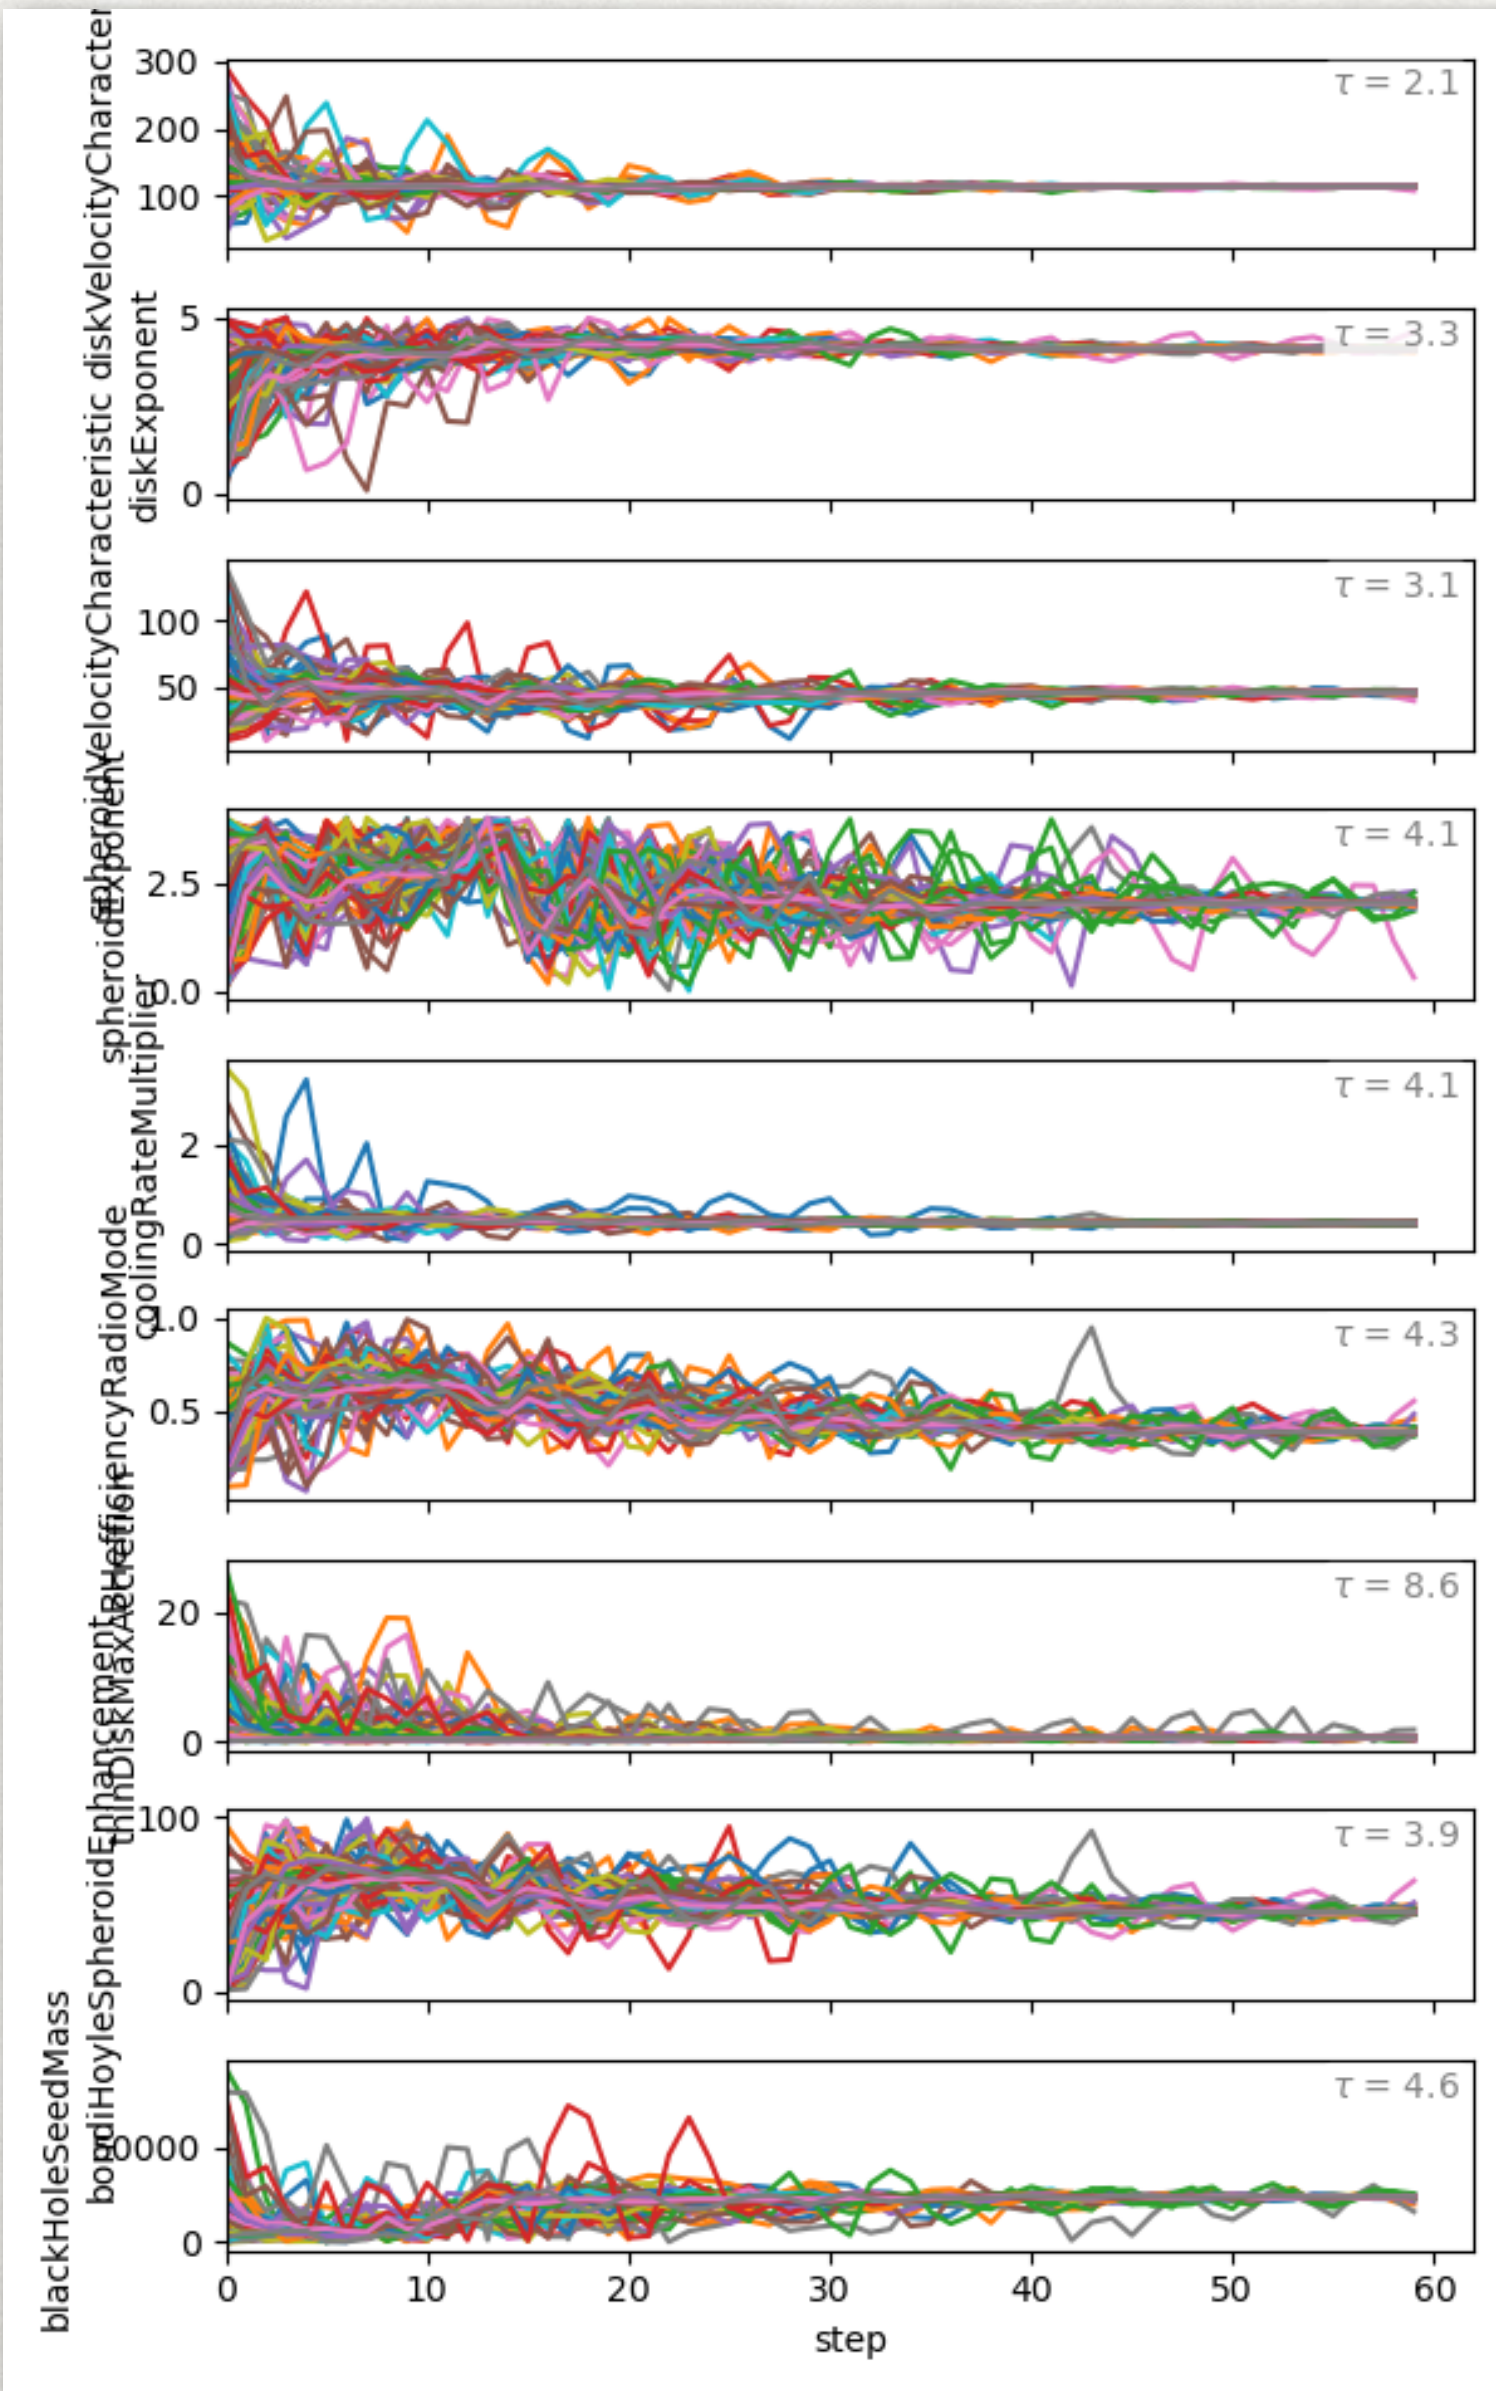 diskVelocityCharacter
300
200
100
τ = 2.1
diskExponent
5
0
τ = 3.3
spheroidVelocityCharacteristic
100
50
τ = 3.1
spheroidExponent
2.5
0.0
τ = 4.1
coolingRateMultiplier
2
0
τ = 4.1
BHefficiencyRadioMode
1.0
0.5
τ = 4.3
thinDiskMaxAccretion
20
0
τ = 8.6
bondiHoyleSpheroidEnhancement
100
0
τ = 3.9
blackHoleSeedMass
0
τ = 4.6
0 10 20 30 40 50 60
step